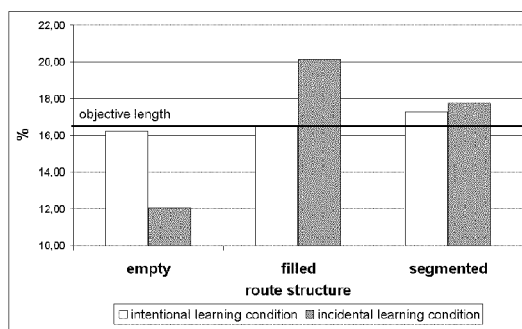 22,00
20,00
18,00
objective length
16,00
%
14,00
12,00
10,00
empty filled segmented
route structure
intentional learning condition incidental learning condition